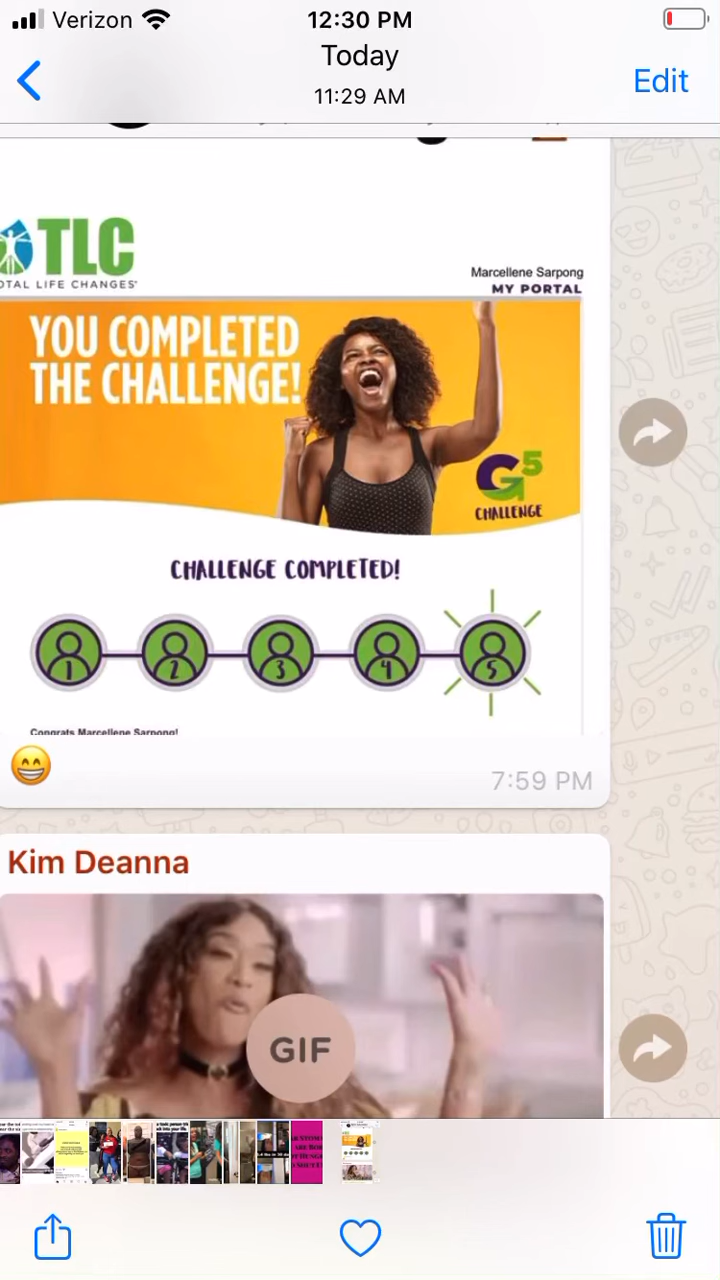 Verizon 12:30 PM
Today
11:29 AM
Edit
TLC
OTAL LIFE CHANGES
Marcellene Sarpong
MY PORTAL
YOU COMPLETED
THE CHALLENGE!
G5
CHALLENGE
CHALLENGE COMPLETED!
1 2 3 4 5
Congrats Marcellene Sarpong!
7:59 PM
Kim Deanna
GIF